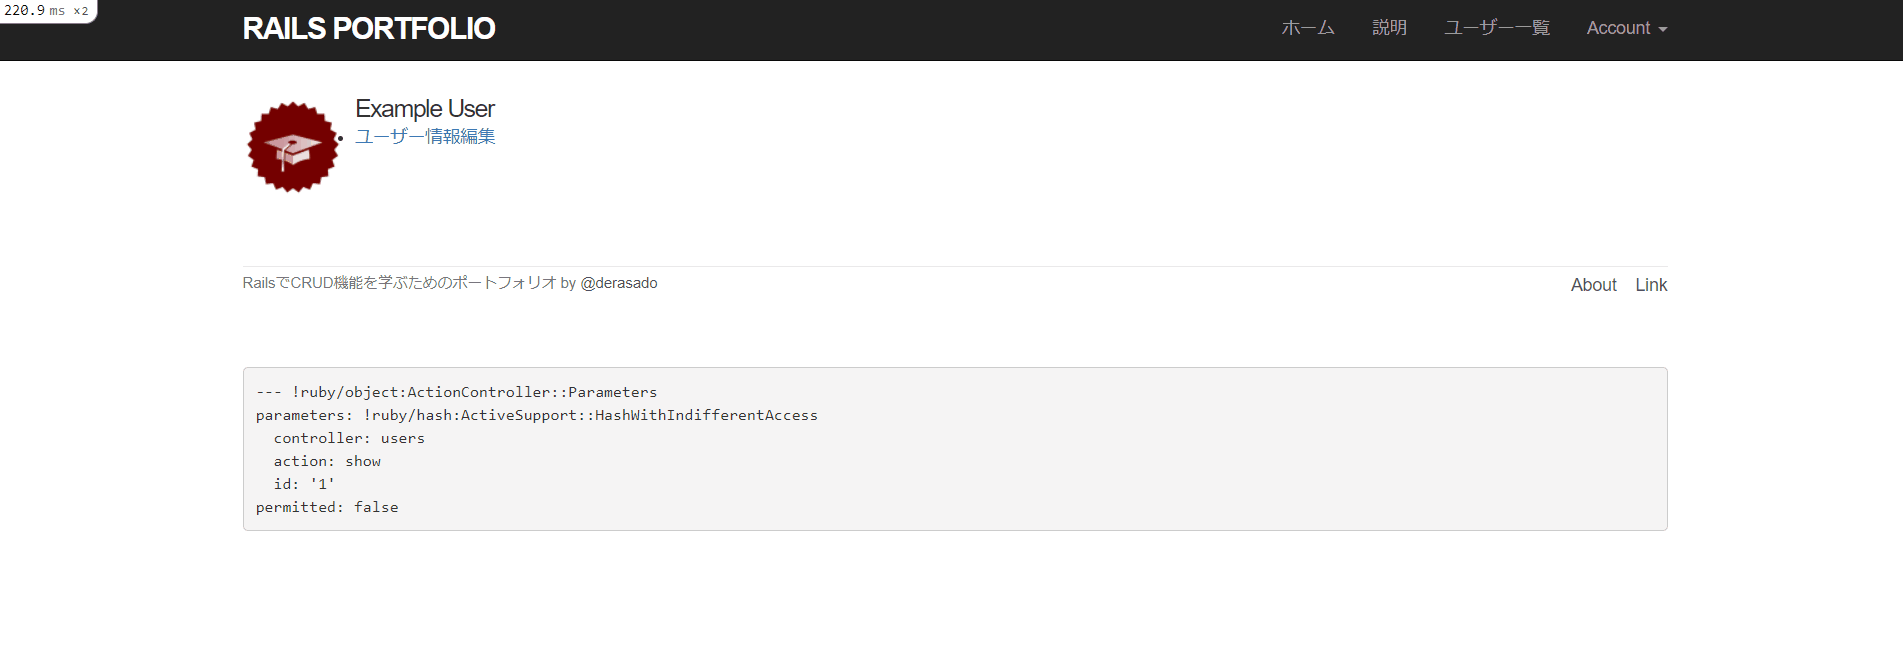 220.9 ms ×2
RAILS PORTFOLIO
ホーム 説明 ユーザー一覧 Account
Example User
ユーザー情報編集
RailsでCRUD機能を学ぶためのポートフォリオ by @derasado
About Link
--- !ruby/object:ActionController::Parameters
parameters: !ruby/hash:ActiveSupport::HashWithIndifferentAccess
  controller: users
  action: show
  id: '1'
permitted: false